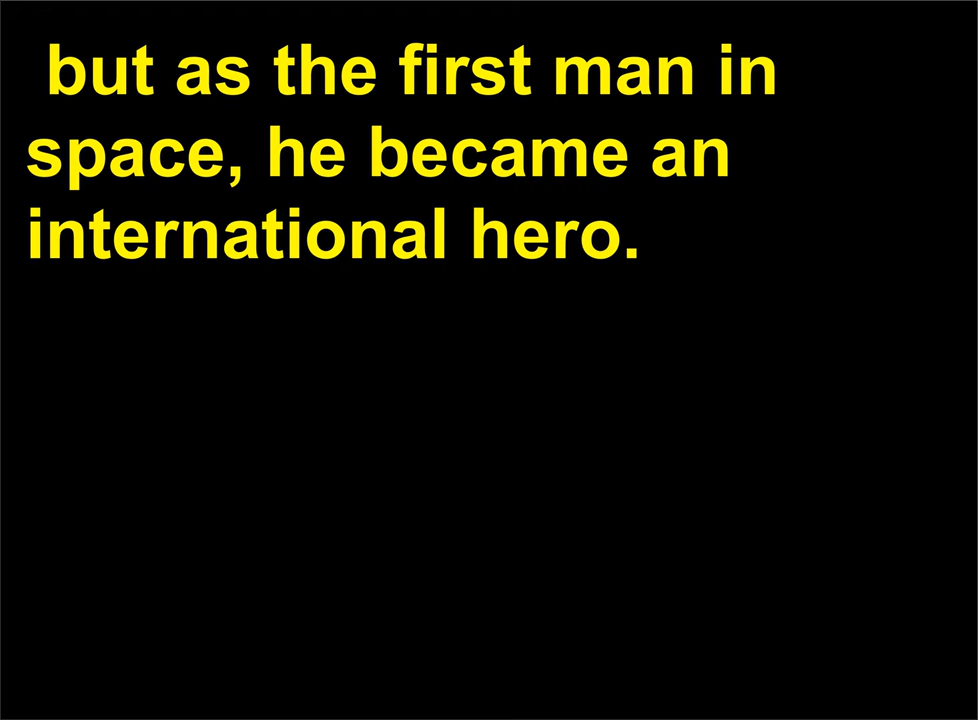 but as the first man in
space, he became an
international hero.